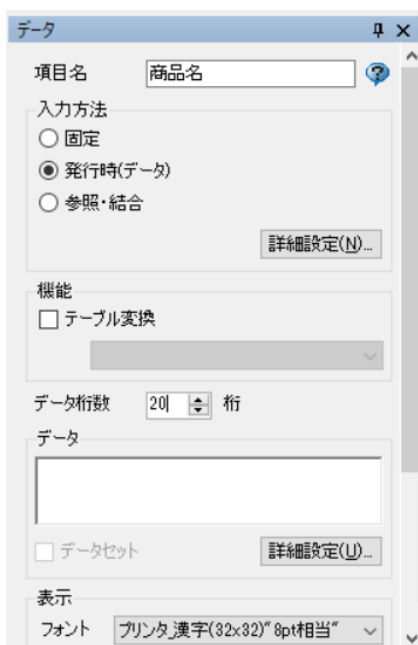 データ
項目名 商品名
入力方法
固定
発行時(データ)
参照・結合
詳細設定(N)...
機能
テーブル変換
データ桁数 20 桁
データ
データセット 詳細設定(U)...
表示
フォント プリンタ漢字(32x32)"8pt相当"